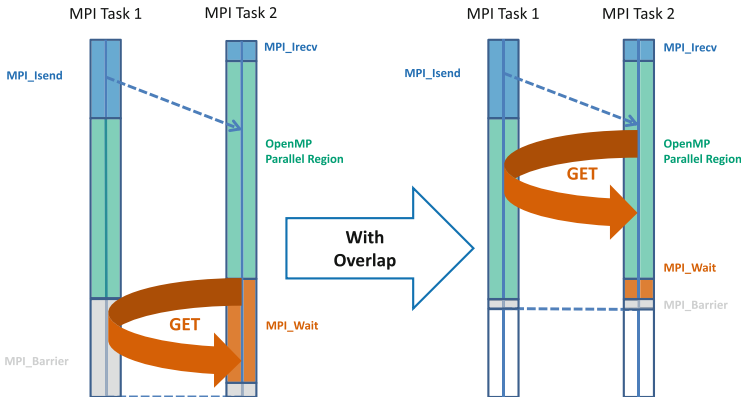 MPI Task 1
MPI Task 2
MPI_Irecv
MPI_Isend
OpenMP
Parallel Region
GET
MPI_Wait
MPI_Barrier
With
Overlap
MPI Task 1
MPI Task 2
MPI_Irecv
MPI_Isend
OpenMP
Parallel Region
GET
MPI_Wait
MPI_Barrier